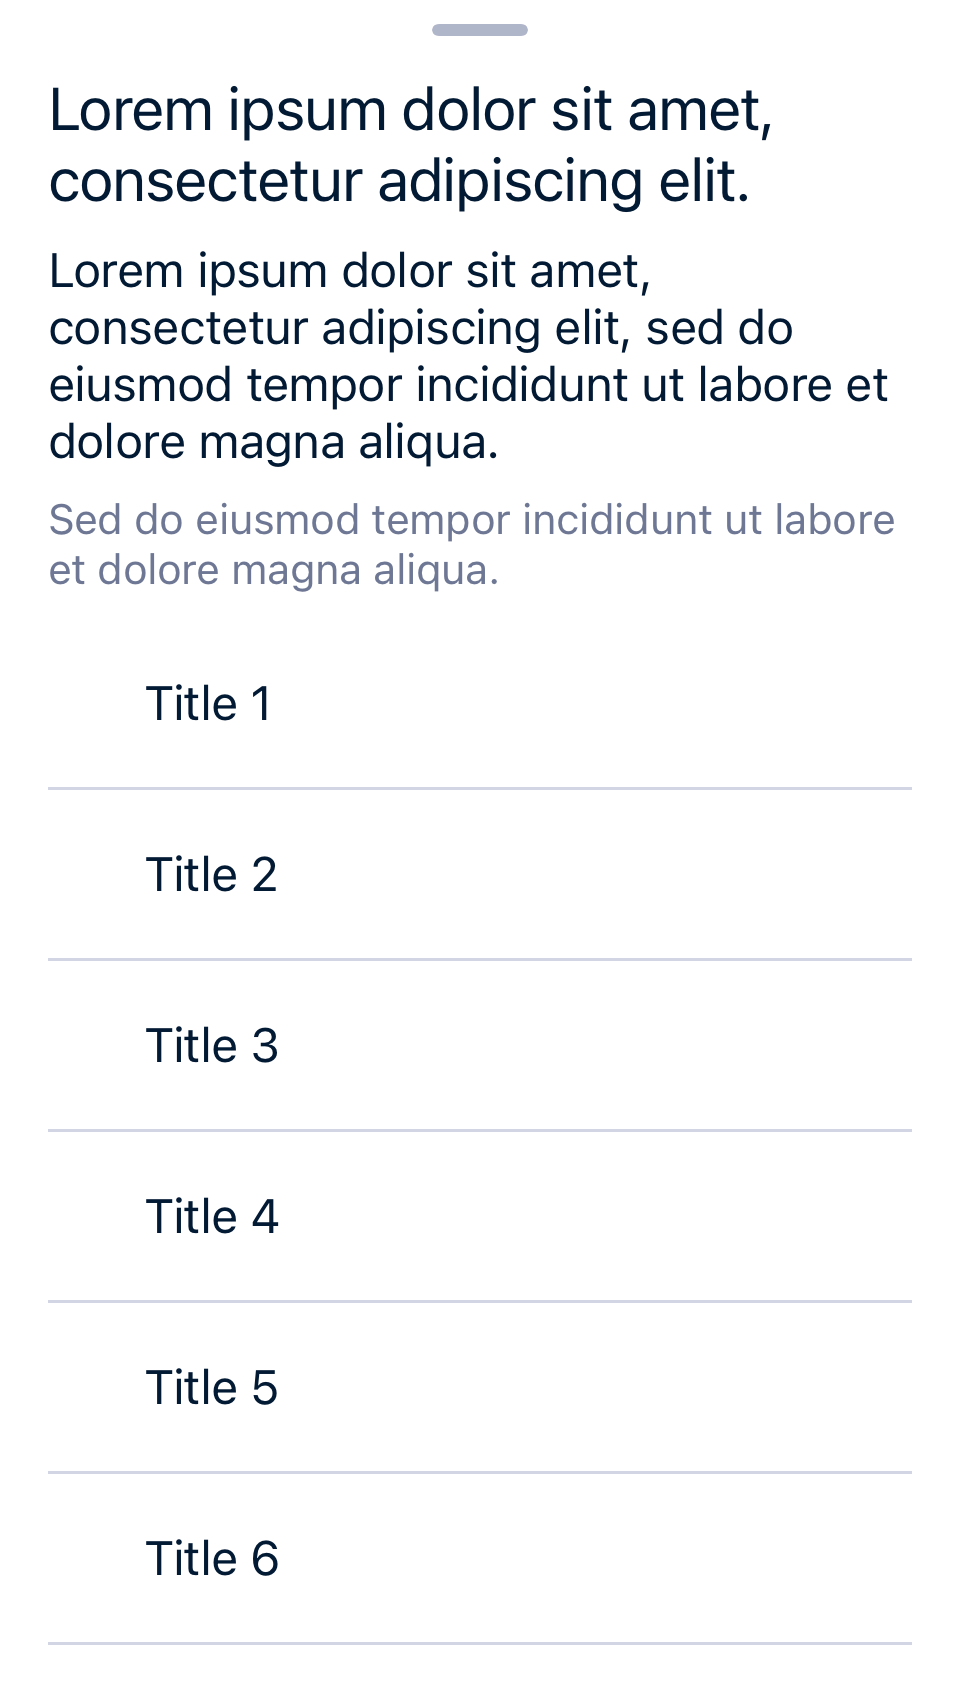 Lorem ipsum dolor sit amet,
consectetur adipiscing elit.
Lorem ipsum dolor sit amet,
consectetur adipiscing elit, sed do
eiusmod tempor incididunt ut labore et
dolore magna aliqua.
Sed do eiusmod tempor incididunt ut labore
et dolore magna aliqua.
Title 1
Title 2
Title 3
Title 4
Title 5
Title 6